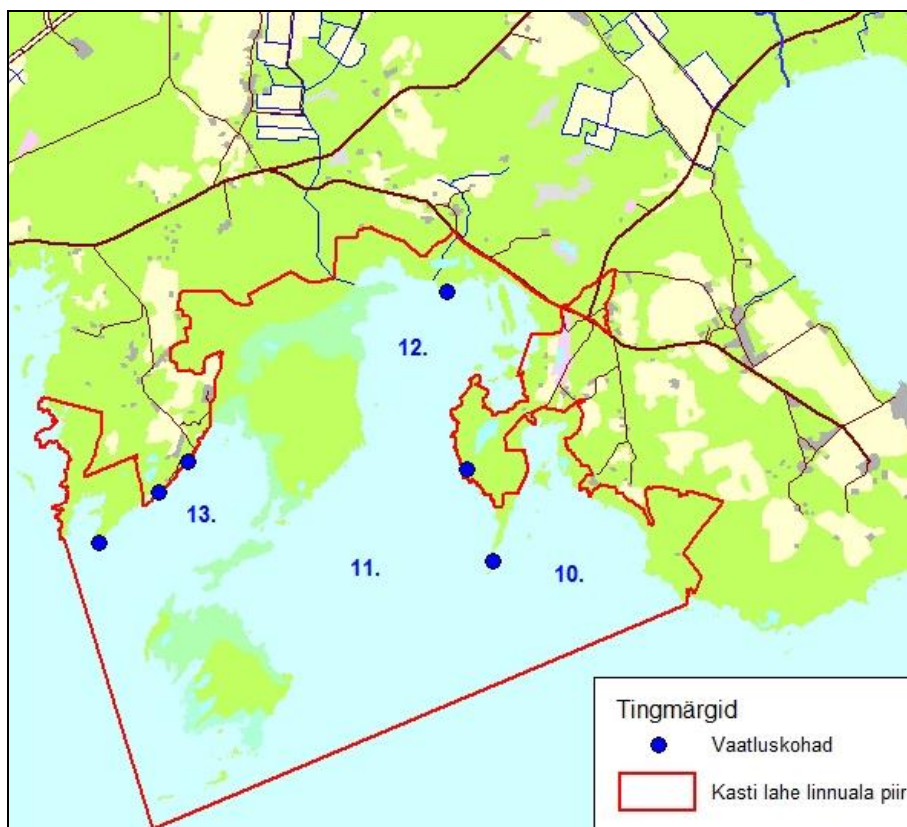 12.
13.
11.
10.
Tingmärgid
Vaatluskohad
Kasti lahe linnuala piir